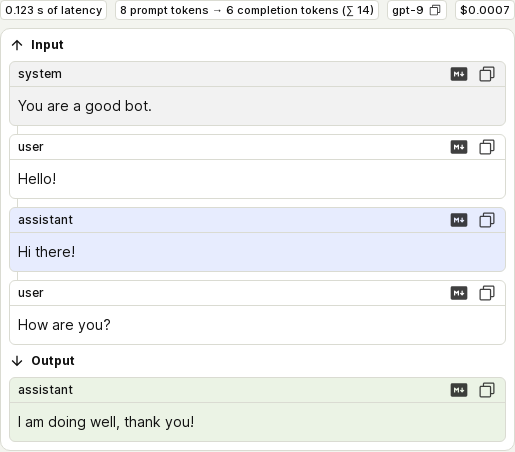 0.123 s of latency
8 prompt tokens → 6 completion tokens (∑ 14)
gpt-9
$0.0007
↑ Input
system
M↓
You are a good bot.
user
M↓
Hello!
assistant
M↓
Hi there!
user
M↓
How are you?
↓ Output
assistant
M↓
I am doing well, thank you!